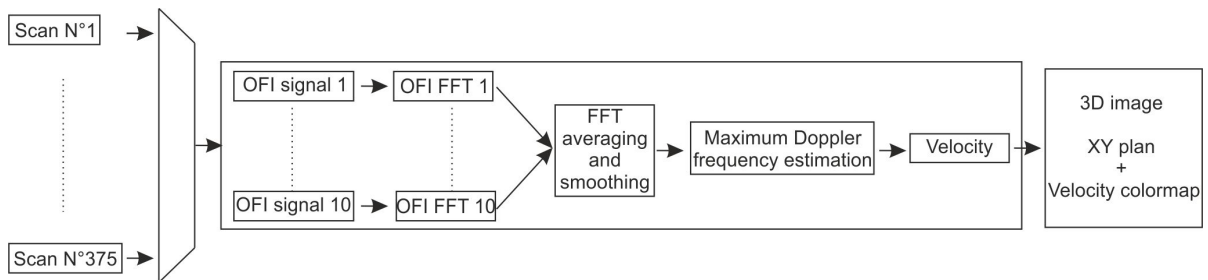 Scan N°1
Scan N°375
OFI signal 1
OFI FFT 1
OFI signal 10
OFI FFT 10
FFT
averaging
and
smoothing
Maximum Doppler
frequency estimation
Velocity
3D image
XY plan
+
Velocity colormap